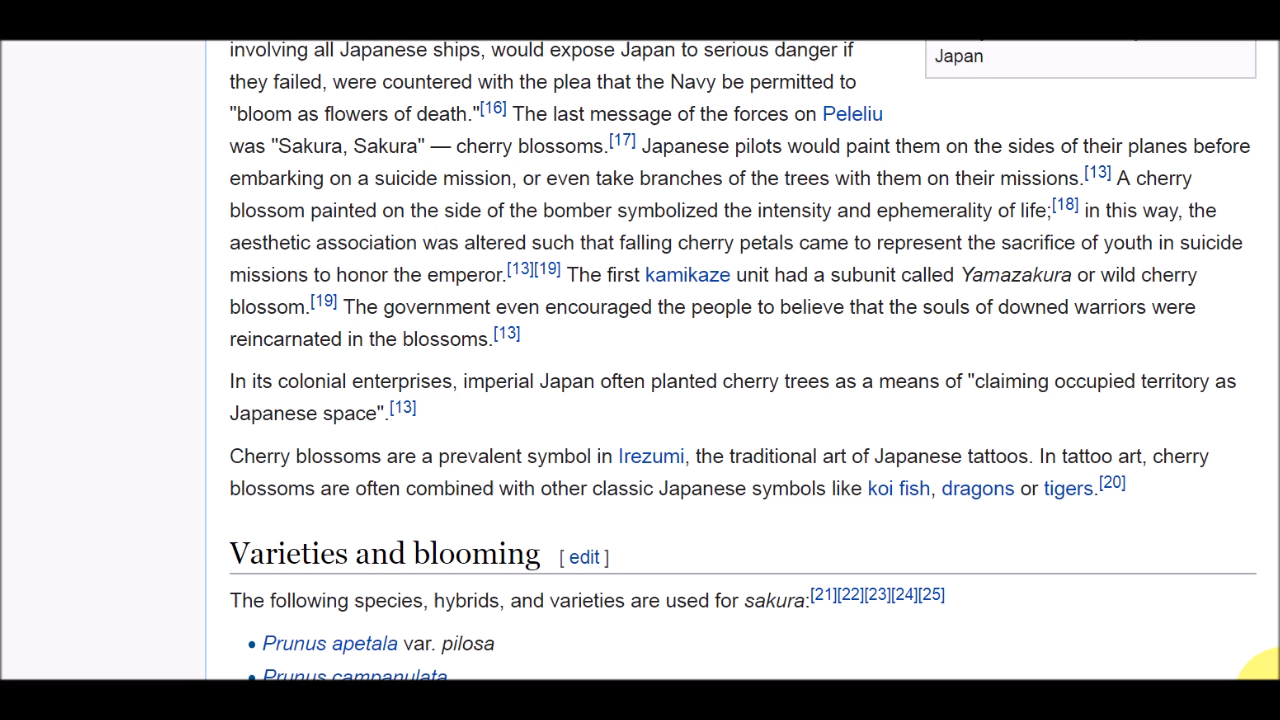 involving all Japanese ships, would expose Japan to serious danger if
they failed, were countered with the plea that the Navy be permitted to
"bloom as flowers of death."[16] The last message of the forces on Peleliu
was "Sakura, Sakura" — cherry blossoms.[17] Japanese pilots would paint them on the sides of their planes before
embarking on a suicide mission, or even take branches of the trees with them on their missions.[13] A cherry
blossom painted on the side of the bomber symbolized the intensity and ephemerality of life;[18] in this way, the
aesthetic association was altered such that falling cherry petals came to represent the sacrifice of youth in suicide
missions to honor the emperor.[13][19] The first kamikaze unit had a subunit called Yamazakura or wild cherry
blossom.[19] The government even encouraged the people to believe that the souls of downed warriors were
reincarnated in the blossoms.[13]
In its colonial enterprises, imperial Japan often planted cherry trees as a means of "claiming occupied territory as
Japanese space".[13]
Cherry blossoms are a prevalent symbol in Irezumi, the traditional art of Japanese tattoos. In tattoo art, cherry
blossoms are often combined with other classic Japanese symbols like koi fish, dragons or tigers.[20]
Japan
Varieties and blooming [ edit ]
The following species, hybrids, and varieties are used for sakura:[21][22][23][24][25]
• Prunus apetala var. pilosa
• Prunus campanulata